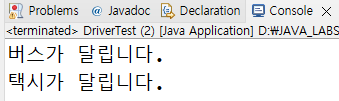 Problems @ Javadoc Declaration Console
<terminated> DriverTest (2) [Java Application] D:₩JAVA_LABS
버스가 달립니다.
택시가 달립니다.